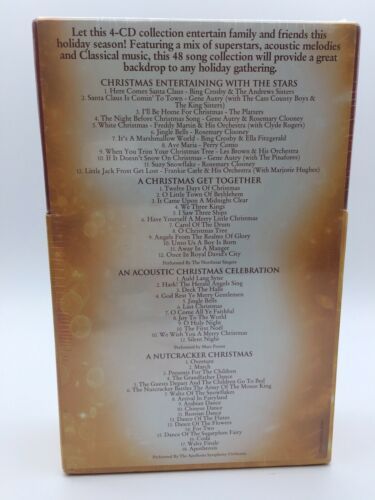 Let this 4-CD collection entertain family and friends this
holiday season! Featuring a mix of superstars, acoustic melodies
and Classical music, this 48 song collection will provide a great
backdrop to any holiday gathering.
CHRISTMAS ENTERTAINING WITH THE STARS
1. Here Comes Santa Claus - Bing Crosby & The Andrews Sisters
2. Santa Claus Is Comin' To Town - Gene Autry (with The Cass County Boys &
The King Sisters)
3. I'll Be Home For Christmas - The Platters
4. The Night Before Christmas Song - Gene Autry & Rosemary Clooney
5. White Christmas - Freddy Martin & His Orchestra (with Clyde Rogers)
6. Jingle Bells - Rosemary Clooney
7. It's A Marshmallow World - Bing Crosby & Ella Fitzgerald
8. Ave Maria - Perry Como
9. When You Trim Your Christmas Tree - Les Brown & His Orchestra
10. If It Doesn't Snow On Christmas - Gene Autry (with The Pinafores)
11. Suzy Snowflake - Rosemary Clooney
12. Little Jack Frost Get Lost - Frankie Carle & His Orchestra (With Marjorie Hughes)
A CHRISTMAS GET TOGETHER
1. Twelve Days Of Christmas
2. O Little Town Of Bethlehem
3. It Came Upon A Midnight Clear
4. We Three Kings
5. I Saw Three Ships
6. Have Yourself A Merry Little Christmas
7. Carol Of The Drum
8. O Christmas Tree
9. Angels From The Realms Of Glory
10. Unto Us A Boy Is Born
11. Away In A Manger
12. Once In Royal David's City
Performed By The Northstar Singers
AN ACOUSTIC CHRISTMAS CELEBRATION
1. Auld Lang Syne
2. Hark! The Herald Angels Sing
3. Deck The Halls
4. God Rest Ye Merry Gentlemen
5. Jingle Bells
6. Last Christmas
7. O Come All Ye Faithful
8. Joy To The World
9. O Holy Night
10. The First Noel
11. We Wish You A Merry Christmas
12. Silent Night
Performed by
A NUTCRACKER CHRISTMAS
1. Overture
2. March
3. Presents For The Children
4. The Grandfather Dance
5. The Guests Depart And The Children Go To Bed
6. The Nutcracker Battles The Army Of The Mouse King
7. Waltz Of The Snowflakes
8. Arrival In Fairyland
9. Arabian Dance
10. Chinese Dance
11. Russian Dance
12. Dance Of The Flutes
13. Dance Of The Flowers
14. For Two
15. Dance Of The Sugarplum Fairy
16. Coda
17. Waltz Finale
18. Apotheosis
Performed By The Apollonia Symphony Orchestra